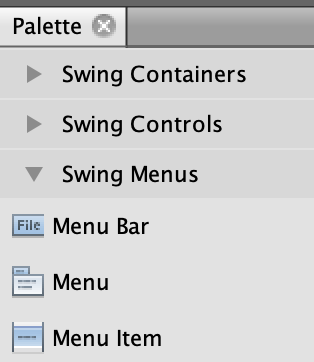 Palette
Swing Containers
Swing Controls
Swing Menus
File Menu Bar
Menu
Menu Item